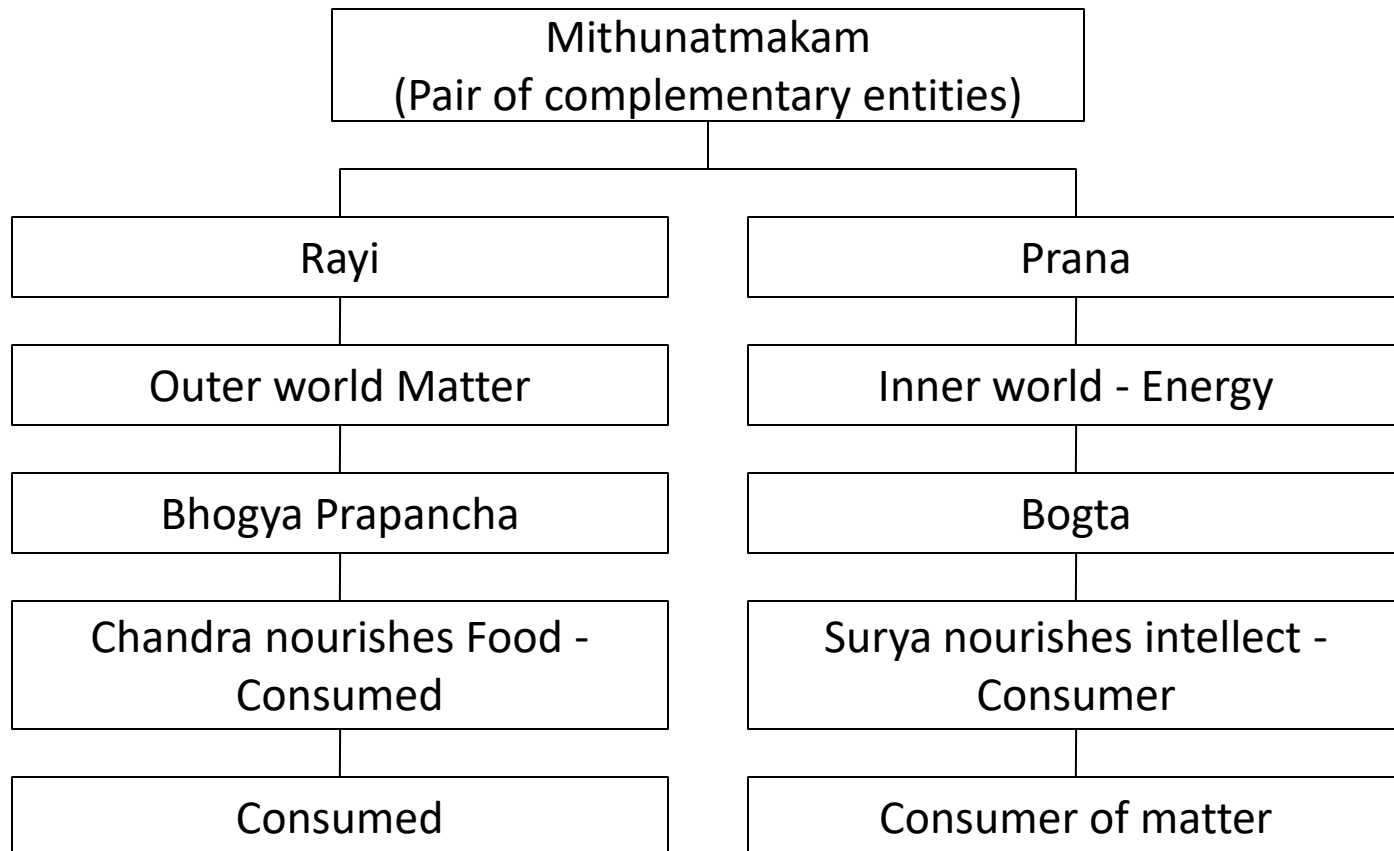 Mithunatmakam
(Pair of complementary entities)
Rayi
Prana
Outer world Matter
Inner world - Energy
Bhogya Prapancha
Bogta
Chandra nourishes Food -
Consumed
Surya nourishes intellect -
Consumer
Consumed
Consumer of matter